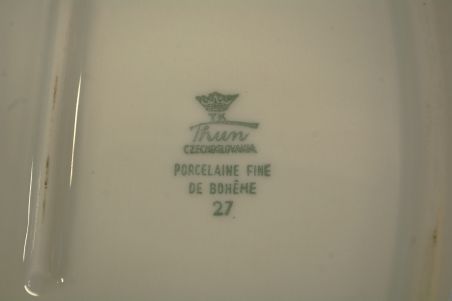 TK
Thun
CZECHOSLOVAKIA
PORCELAINE FINE
DE BOHÊME
27